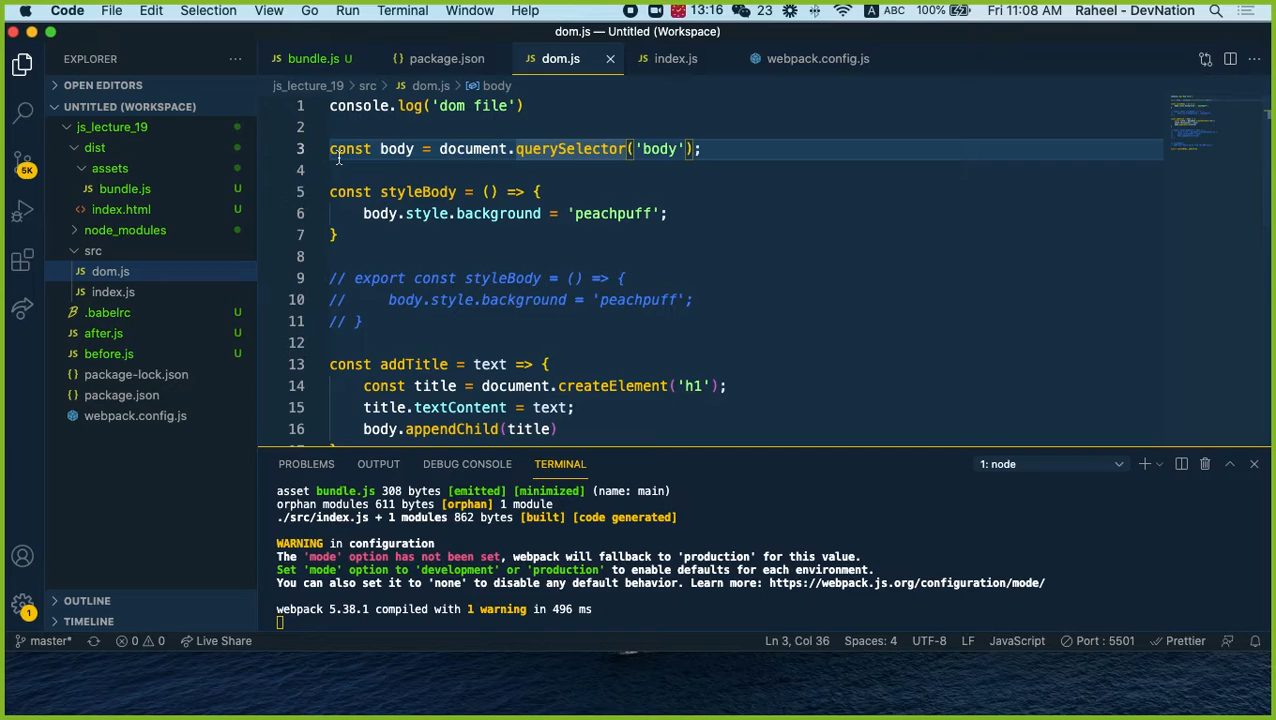 Code File Edit Selection View Go Run Terminal Window Help 13:16 23 A ABC 100% Fri 11:08 AM Raheel - DevNation
dom.js — Untitled (Workspace)
EXPLORER ···
bundle.js U
{ } package.json
JS dom.js ×
JS index.js
webpack.config.js
···
OPEN EDITORS
UNTITLED (WORKSPACE)
js_lecture_19
dist
assets
JS bundle.js U
<> index.html U
node_modules
src
JS dom.js
JS index.js
.babelrc U
JS after.js U
JS before.js U
{ } package-lock.json
{ } package.json
webpack.config.js
OUTLINE
TIMELINE
5K
1
js_lecture_19 > src > JS dom.js > body
1 console.log('dom file')
2
3 const body = document.querySelector('body');
4
5 const styleBody = () => {
6 body.style.background = 'peachpuff';
7 }
8
9 // export const styleBody = () => {
10 // body.style.background = 'peachpuff';
11 // }
12
13 const addTitle = text => {
14 const title = document.createElement('h1');
15 title.textContent = text;
16 body.appendChild(title)
PROBLEMS OUTPUT DEBUG CONSOLE TERMINAL 1: node
asset bundle.js 308 bytes [emitted] [minimized] (name: main)
orphan modules 611 bytes [orphan] 1 module
./src/index.js + 1 modules 862 bytes [built] [code generated]
WARNING in configuration
The 'mode' option has not been set, webpack will fallback to 'production' for this value.
Set 'mode' option to 'development' or 'production' to enable defaults for each environment.
You can also set it to 'none' to disable any default behavior. Learn more: https://webpack.js.org/configuration/mode/
webpack 5.38.1 compiled with 1 warning in 496 ms
master* 0 0 Live Share Ln 3, Col 36 Spaces: 4 UTF-8 LF JavaScript Port : 5501 Prettier